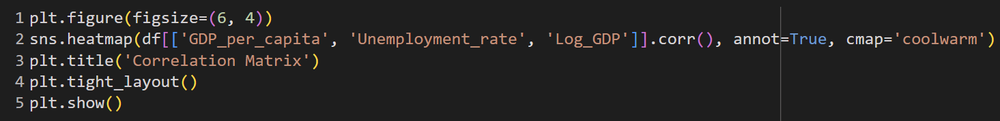 1 plt.figure(figsize=(6, 4))
2 sns.heatmap(df[['GDP_per_capita', 'Unemployment_rate', 'Log_GDP']].corr(), annot=True, cmap='coolwarm')
3 plt.title('Correlation Matrix')
4 plt.tight_layout()
5 plt.show()